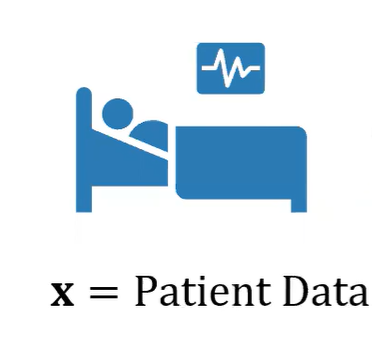 x = Patient Data